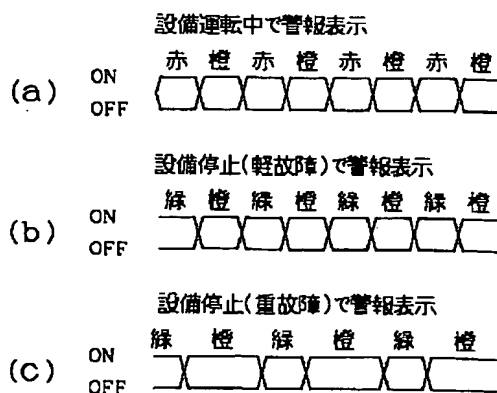 設備運転中で警報表示
赤 橙 赤 橙 赤 橙 赤 橙
(a) ON
OFF
設備停止(軽故障)で警報表示
緑 橙 緑 橙 緑 橙 緑 橙
(b) ON
OFF
設備停止(重故障)で警報表示
緑 橙 緑 橙 緑 橙
(c) ON
OFF